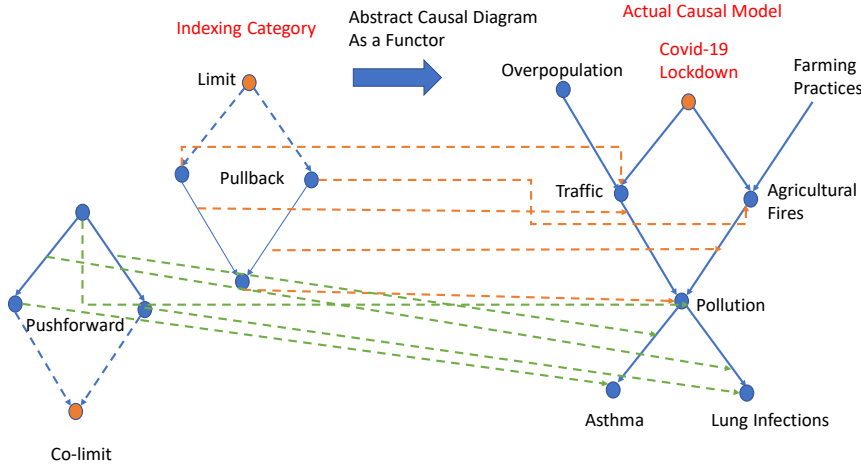 Indexing Category
Abstract Causal Diagram
As a Functor
Actual Causal Model
Covid-19
Lockdown
Overpopulation
Farming
Practices
Limit
Pullback
Traffic
Agricultural
Fires
Pushforward
Pollution
Asthma
Lung Infections
Co-limit